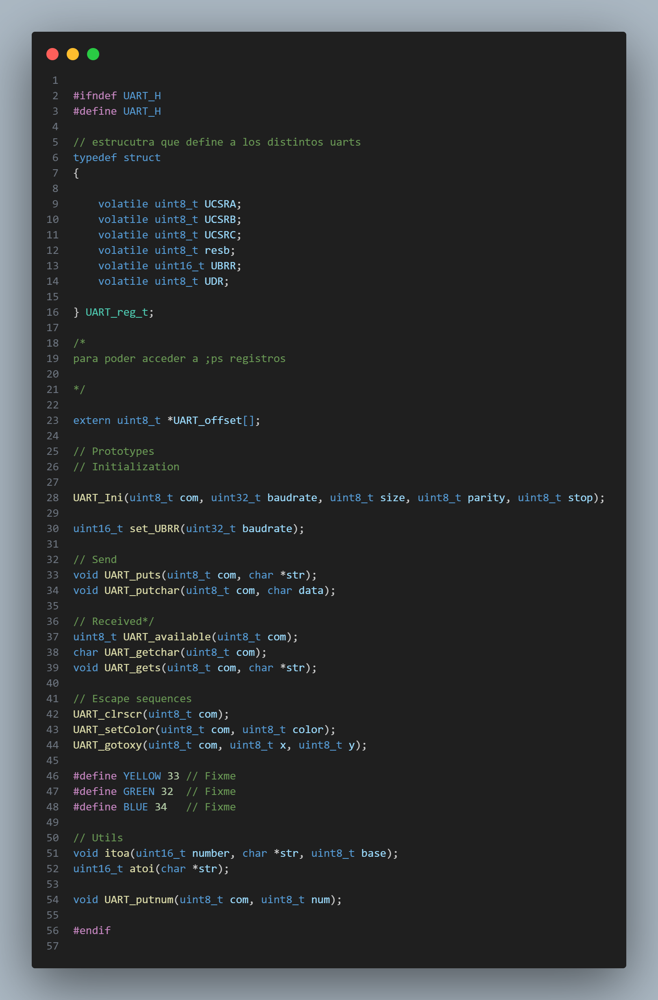 1
2 #ifndef UART_H
3 #define UART_H
4
5 // estrucutra que define a los distintos uarts
6 typedef struct
7 {
8
9     volatile uint8_t UCSRA;
10     volatile uint8_t UCSRB;
11     volatile uint8_t UCSRC;
12     volatile uint8_t resb;
13     volatile uint16_t UBRR;
14     volatile uint8_t UDR;
15
16 } UART_reg_t;
17
18 /*
19 para poder acceder a ;ps registros
20
21 */
22
23 extern uint8_t *UART_offset[];
24
25 // Prototypes
26 // Initialization
27
28 UART_Ini(uint8_t com, uint32_t baudrate, uint8_t size, uint8_t parity, uint8_t stop);
29
30 uint16_t set_UBRR(uint32_t baudrate);
31
32 // Send
33 void UART_puts(uint8_t com, char *str);
34 void UART_putchar(uint8_t com, char data);
35
36 // Received*/
37 uint8_t UART_available(uint8_t com);
38 char UART_getchar(uint8_t com);
39 void UART_gets(uint8_t com, char *str);
40
41 // Escape sequences
42 UART_clrscr(uint8_t com);
43 UART_setColor(uint8_t com, uint8_t color);
44 UART_gotoxy(uint8_t com, uint8_t x, uint8_t y);
45
46 #define YELLOW 33 // Fixme
47 #define GREEN 32  // Fixme
48 #define BLUE 34   // Fixme
49
50 // Utils
51 void itoa(uint16_t number, char *str, uint8_t base);
52 uint16_t atoi(char *str);
53
54 void UART_putnum(uint8_t com, uint8_t num);
55
56 #endif
57